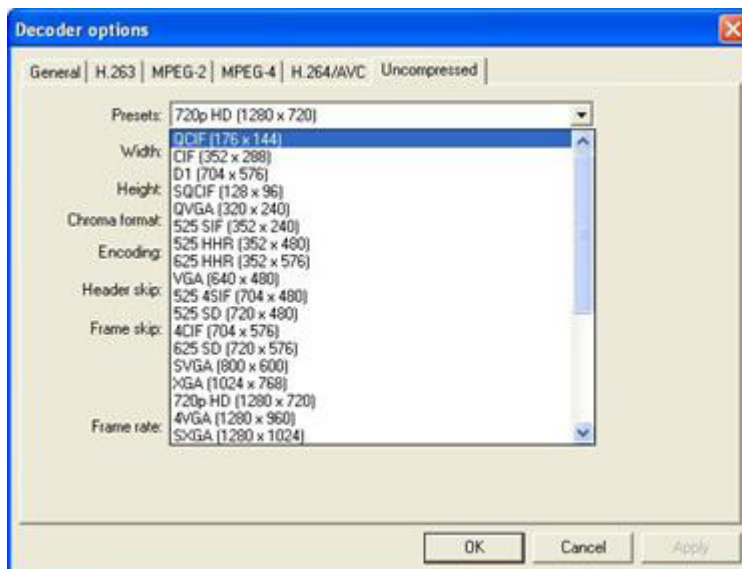 Decoder options
General H.263 MPEG-2 MPEG-4 H.264/AVC Uncompressed
Presets: 720p HD (1280 x 720)
QCIF (176 x 144)
Width: CIF (352 x 288)
D1 (704 x 576)
Height: SQCIF (128 x 96)
QVGA (320 x 240)
Chroma format: 525 SIF (352 x 240)
525 HHR (352 x 480)
Encoding: 625 HHR (352 x 576)
VGA (640 x 480)
Header skip: 525 4SIF (704 x 480)
525 SD (720 x 480)
Frame skip: 4CIF (704 x 576)
625 SD (720 x 576)
SVGA (800 x 600)
XGA (1024 x 768)
720p HD (1280 x 720)
4VGA (1280 x 960)
Frame rate: SXGA (1280 x 1024)
OK Cancel Apply